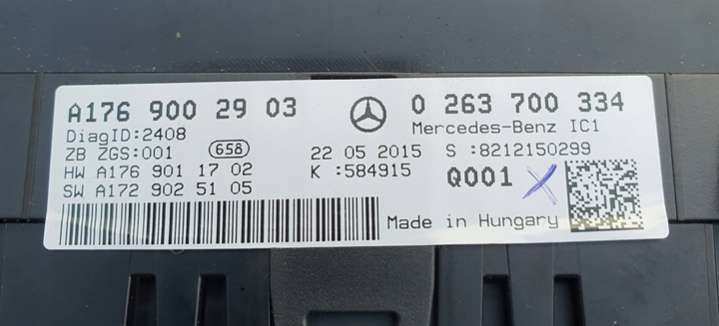 A176 900 29 03
0 263 700 334
DiagID:2408
Mercedes-Benz IC1
ZB ZGS:001
658
22 05 2015
S :8212150299
HW A176 901 17 02
K :584915
Q001
SW A172 902 51 05
Made in Hungary